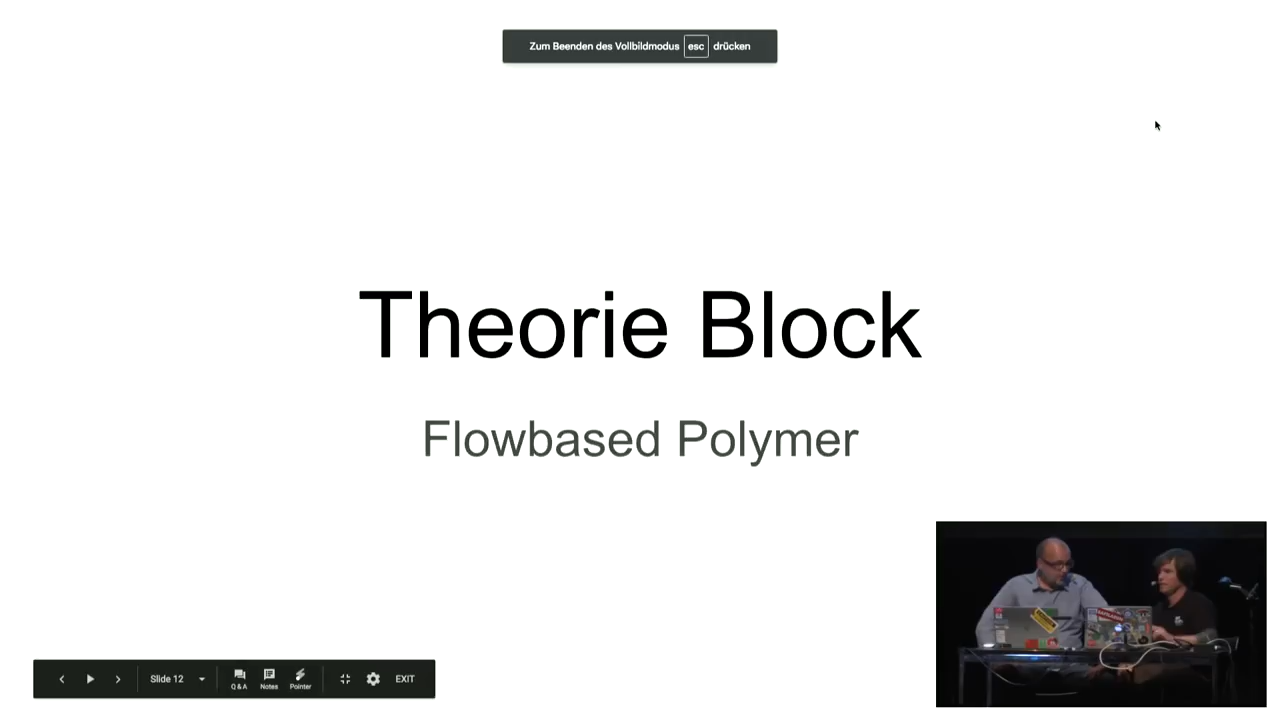 Zum Beenden des Vollbildmodus esc drücken
Theorie Block
Flowbased Polymer
Slide 12
Q & A Notes Pointer
EXIT